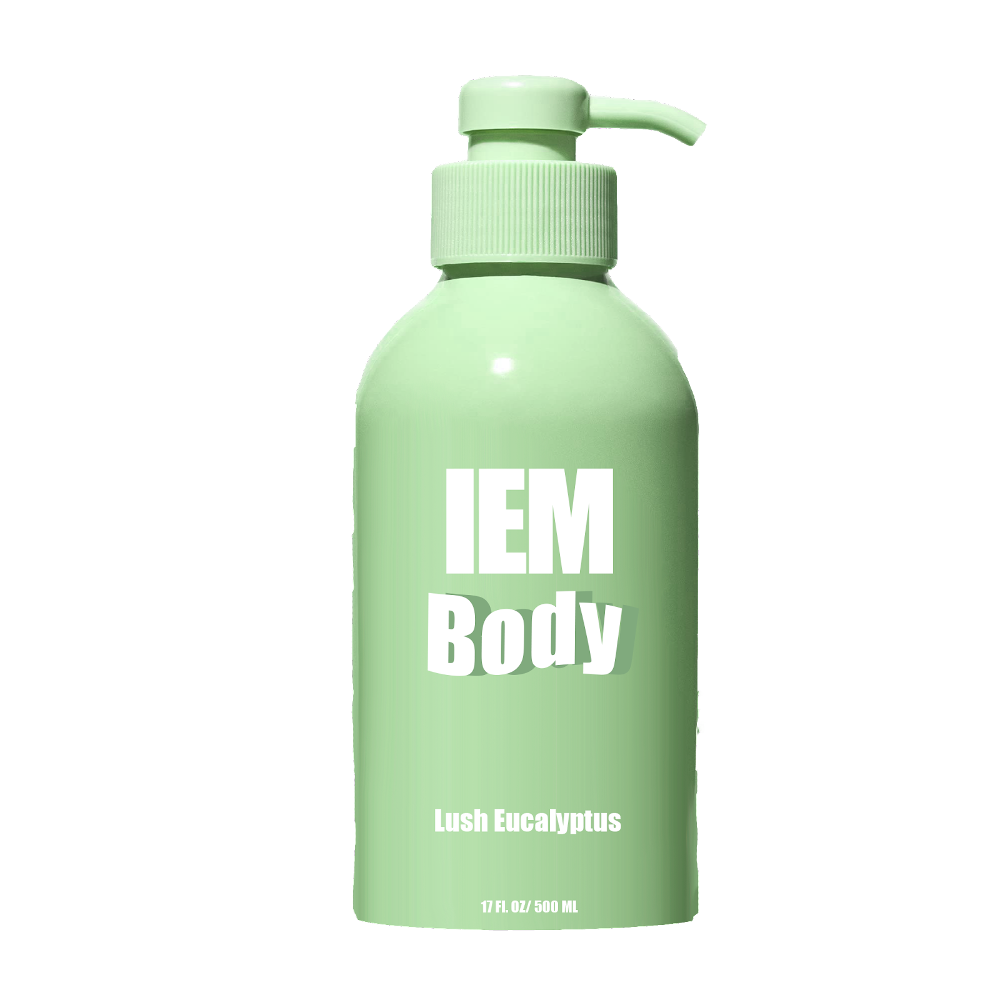 IEM
Body
Lush Eucalyptus
17 Fl. OZ/ 500 ML